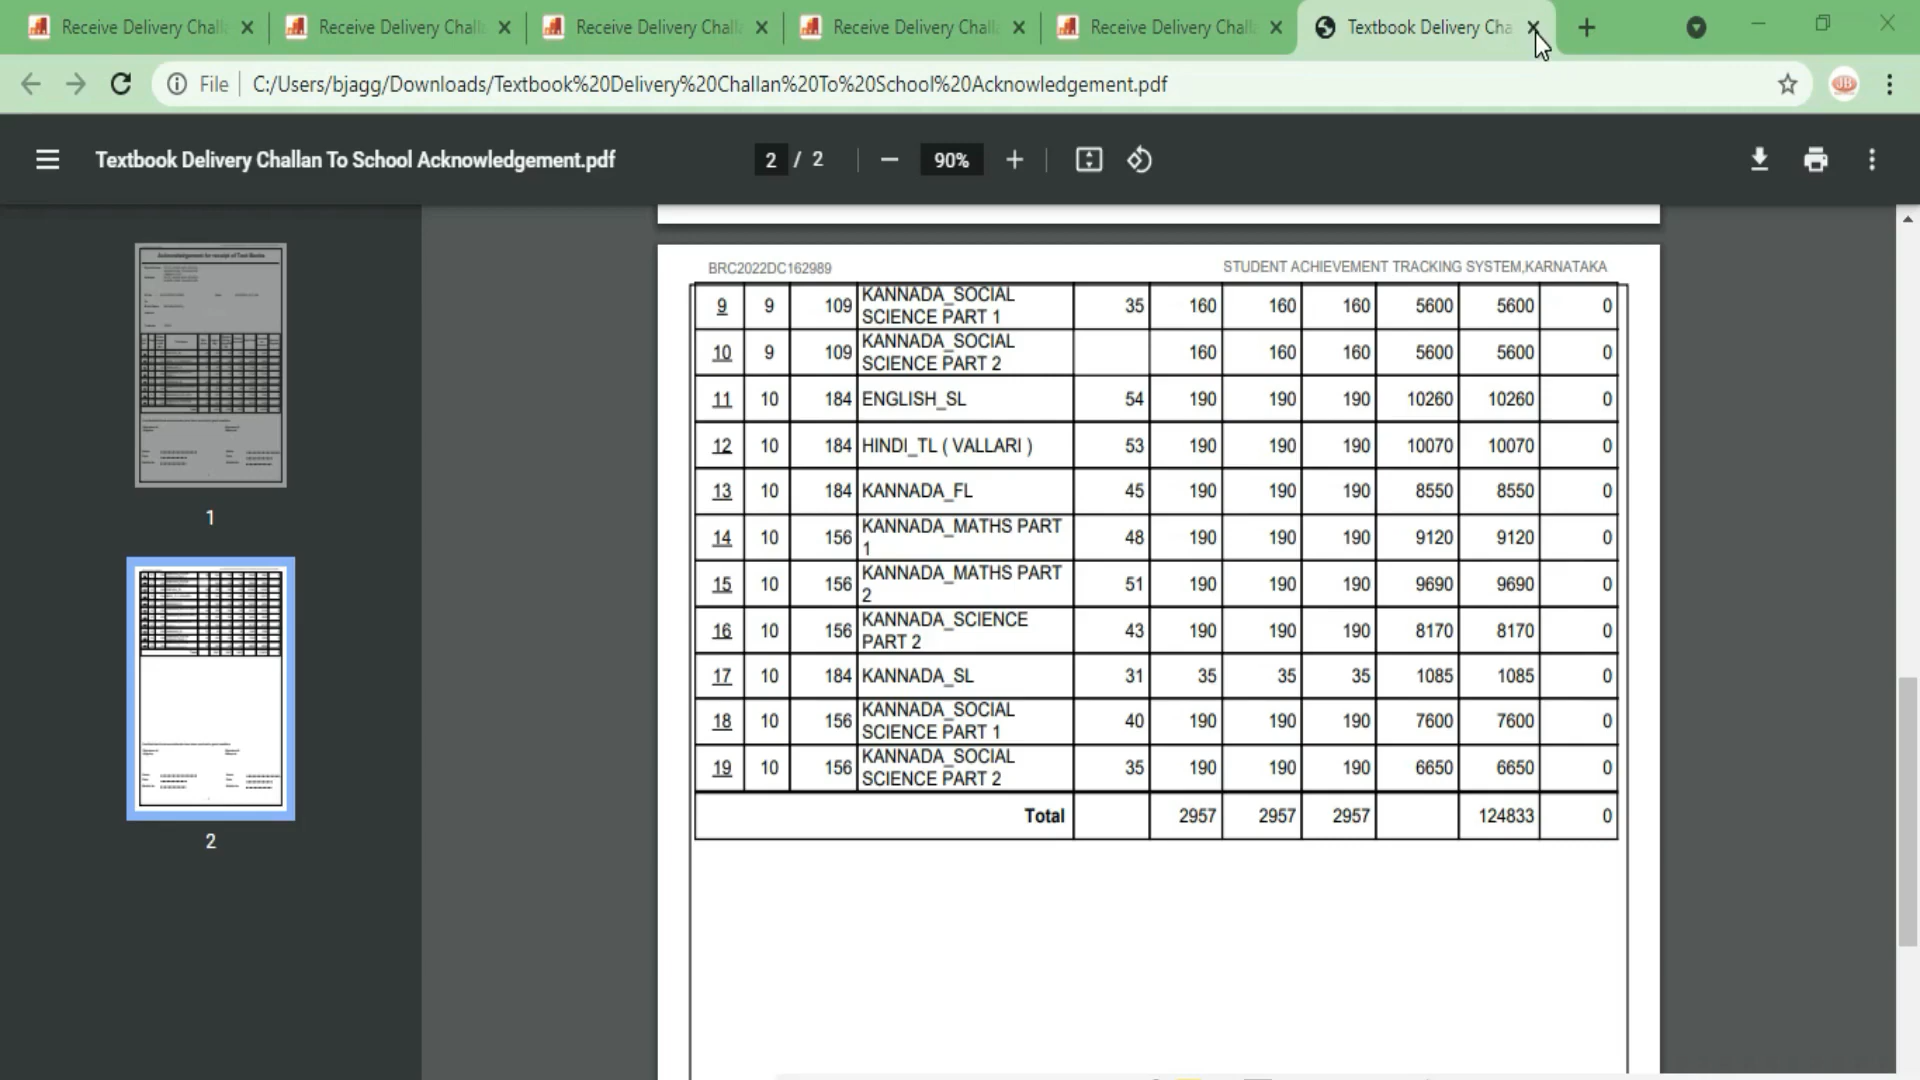 Receive Delivery Chall
Receive Delivery Chall
Receive Delivery Chall
Receive Delivery Chall
Receive Delivery Chall
Textbook Delivery Cha
File
C:/Users/bjagg/Downloads/Textbook%20Delivery%20Challan%20To%20School%20Acknowledgement.pdf
JB
Textbook Delivery Challan To School Acknowledgement.pdf
2 / 2
90%
Acknowledgement for receipt of Text Books
1
2
BRC2022DC162989 STUDENT ACHIEVEMENT TRACKING SYSTEM,KARNATAKA
9 9 109 KANNADA_SOCIAL SCIENCE PART 1 35 160 160 160 5600 5600 0
10 9 109 KANNADA_SOCIAL SCIENCE PART 2 160 160 160 5600 5600 0
11 10 184 ENGLISH_SL 54 190 190 190 10260 10260 0
12 10 184 HINDI_TL ( VALLARI ) 53 190 190 190 10070 10070 0
13 10 184 KANNADA_FL 45 190 190 190 8550 8550 0
14 10 156 KANNADA_MATHS PART 1 48 190 190 190 9120 9120 0
15 10 156 KANNADA_MATHS PART 2 51 190 190 190 9690 9690 0
16 10 156 KANNADA_SCIENCE PART 2 43 190 190 190 8170 8170 0
17 10 184 KANNADA_SL 31 35 35 35 1085 1085 0
18 10 156 KANNADA_SOCIAL SCIENCE PART 1 40 190 190 190 7600 7600 0
19 10 156 KANNADA_SOCIAL SCIENCE PART 2 35 190 190 190 6650 6650 0
Total 2957 2957 2957 124833 0